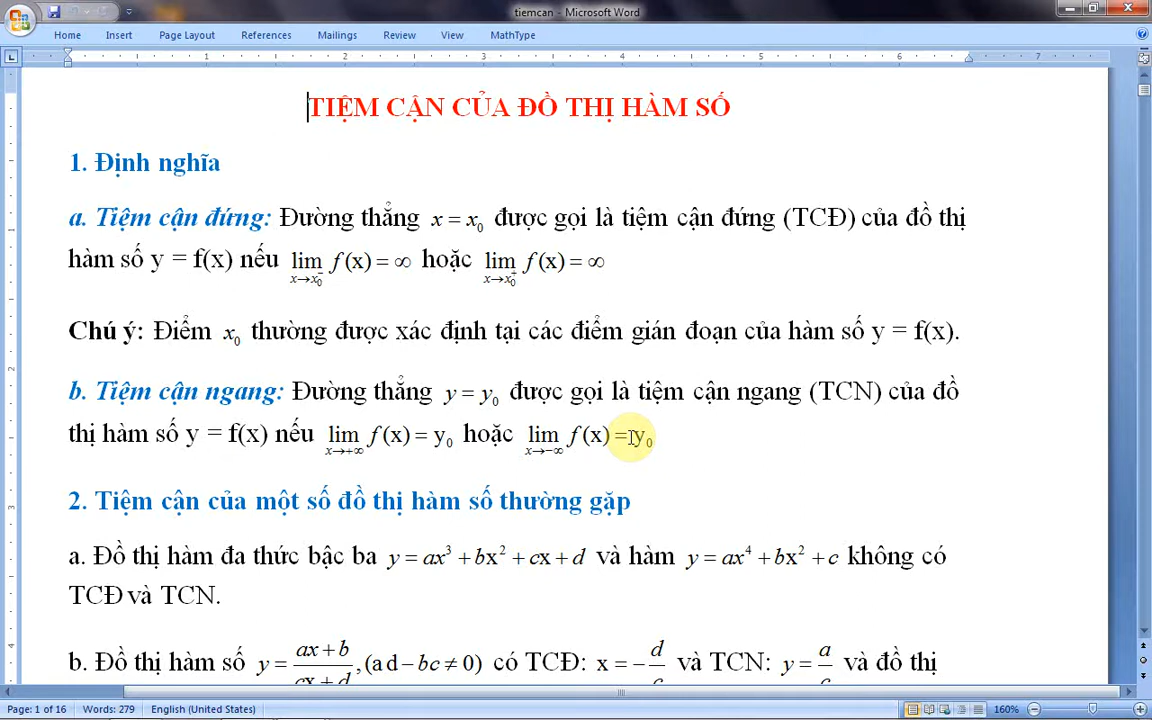 tiemcan - Microsoft Word
Home Insert Page Layout References Mailings Review View MathType
1 2 3 4 5 6 7
TIỆM CẬN CỦA ĐỒ THỊ HÀM SỐ
1. Định nghĩa
a. Tiệm cận đứng: Đường thẳng x = x₀ được gọi là tiệm cận đứng (TCĐ) của đồ thị
hàm số y = f(x) nếu lim x→x₀⁻ f(x) = ∞ hoặc lim x→x₀⁺ f(x) = ∞
Chú ý: Điểm x₀ thường được xác định tại các điểm gián đoạn của hàm số y = f(x).
b. Tiệm cận ngang: Đường thẳng y = y₀ được gọi là tiệm cận ngang (TCN) của đồ
thị hàm số y = f(x) nếu lim x→+∞ f(x) = y₀ hoặc lim x→−∞ f(x) = y₀
2. Tiệm cận của một số đồ thị hàm số thường gặp
a. Đồ thị hàm đa thức bậc ba y = ax³ + bx² + cx + d và hàm y = ax⁴ + bx² + c không có
TCĐ và TCN.
b. Đồ thị hàm số y = (ax + b)/(cx + d), (ad − bc ≠ 0) có TCĐ: x = −d/c và TCN: y = a/c và đồ thị
Page: 1 of 16 Words: 279 English (United States) 160%